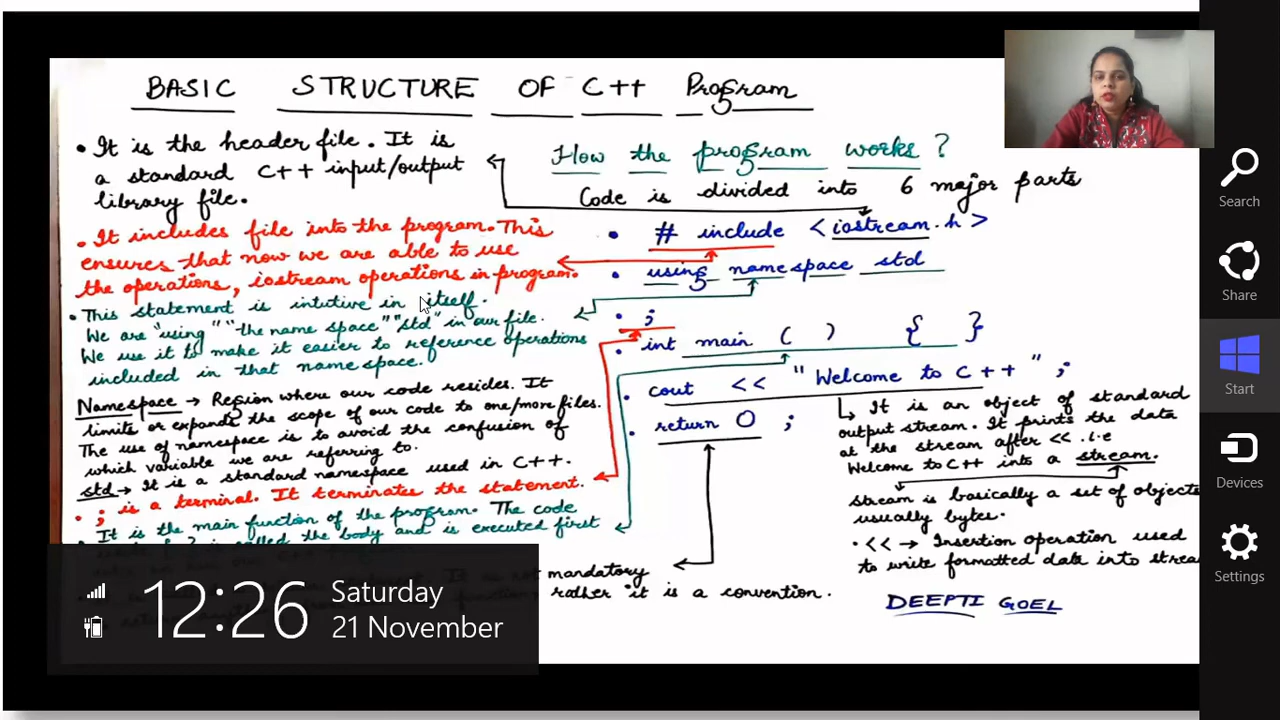 BASIC STRUCTURE OF C++ Program
• It is the header file. It is
a standard C++ input/output
library file.
• It includes file into the program. This
ensures that now we are able to use
the operations, iostream operations in program.
• This statement is intutive in itself.
We are "using" "the name space" "std" in our file.
We use it to make it easier to reference operations
included in that namespace.
Namespace → Region where our code resides. It
limits or expands the scope of our code to one/more files.
The use of namespace is to avoid the confusion of
which variable we are referring to.
std → It is a standard namespace used in C++.
• ; is a terminal. It terminates the statement.
• It is the main function of the program. The code
is called the body and is executed first
How the program works?
Code is divided into 6 major parts
• # include <iostream.h>
• using namespace std
• ;
• int main ( ) { }
• cout << "Welcome to C++" ;
• return 0 ;
It is an object of standard
output stream. It prints the data
at the stream after << .i.e
Welcome to C++ into a stream.
stream is basically a set of objects
usually bytes.
• << → Insertion operation used
to write formatted data into
mandatory
rather it is a convention.
DEEPTI GOEL
Search
Share
Start
Devices
Settings
12:26
Saturday
21 November